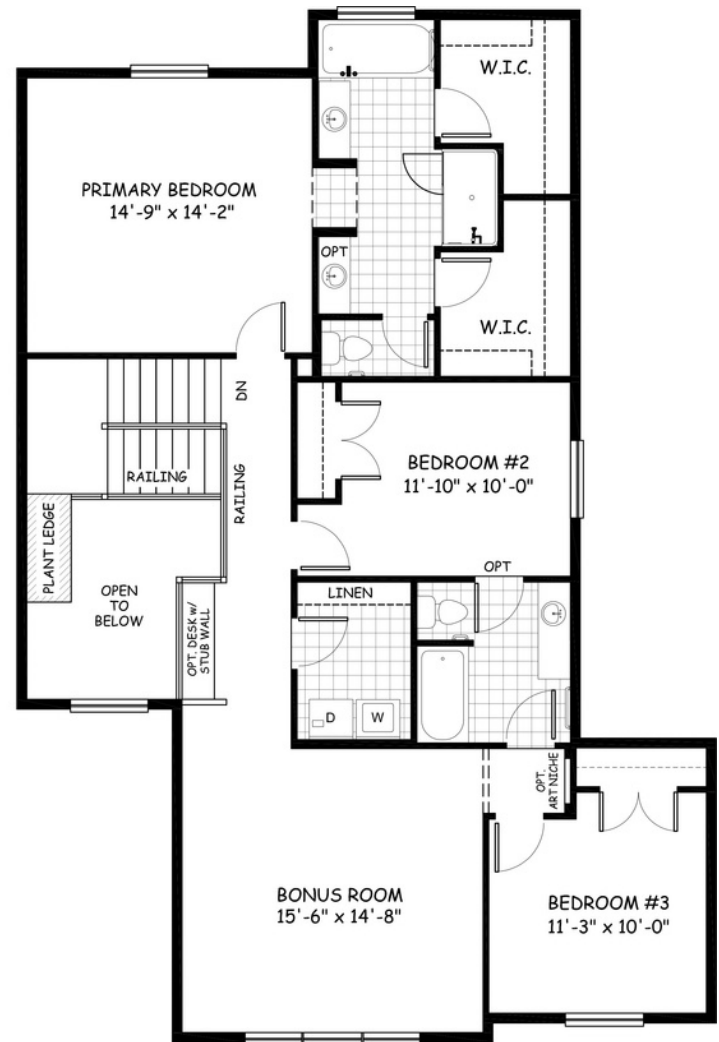 W.I.C.
PRIMARY BEDROOM
14'-9" x 14'-2"
OPT
W.I.C.
DN
RAILING
RAILING
BEDROOM #2
11'-10" x 10'-0"
PLANT LEDGE
OPEN
TO
BELOW
OPT
LINEN
OPT. DESK w/
STUB WALL
D
W
OPT.
ART NICHE
BONUS ROOM
15'-6" x 14'-8"
BEDROOM #3
11'-3" x 10'-0"